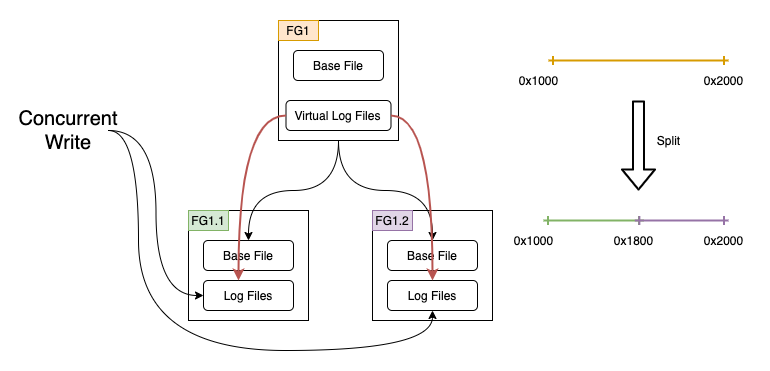 FG1
Base File
Virtual Log Files
Concurrent
Write
FG1.1
Base File
Log Files
FG1.2
Base File
Log Files
0x1000
0x2000
Split
0x1000
0x1800
0x2000